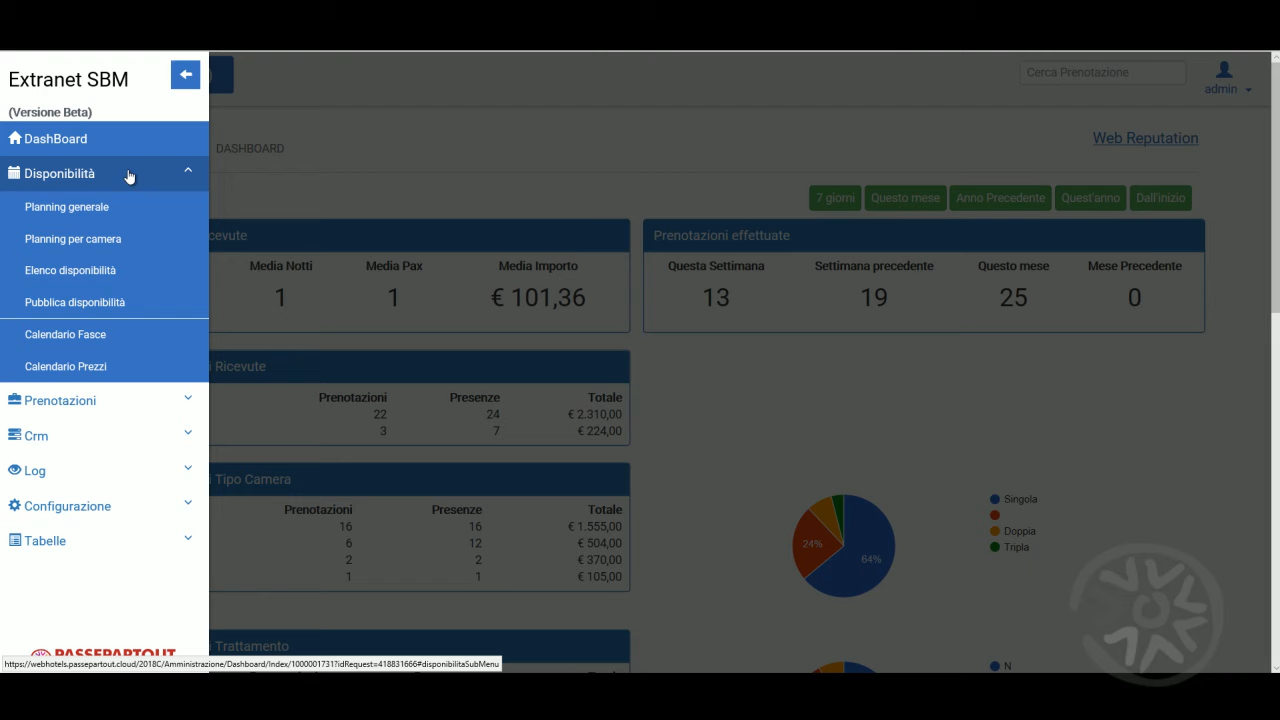 Extranet SBM
(Versione Beta)
DashBoard
Disponibilità
Planning generale
Planning per camera
Elenco disponibilità
Pubblica disponibilità
Calendario Fasce
Calendario Prezzi
Prenotazioni
Crm
Log
Configurazione
Tabelle
PASSEPARTOUT
https://webhotels.passepartout.cloud/2018C/Amministrazione/Dashboard/Index/1000001731?idRequest=418831666#disponibilitaSubMenu
Cerca Prenotazione
admin
DASHBOARD
Web Reputation
7 giorni Questo mese Anno Precedente Quest'anno Dall'inizio
cevute
Media Notti Media Pax Media Importo
1 1 € 101,36
Prenotazioni effettuate
Questa Settimana Settimana precedente Questo mese Mese Precedente
13 19 25 0
i Ricevute
Prenotazioni Presenze Totale
22 24 € 2.310,00
3 7 € 224,00
i Tipo Camera
Prenotazioni Presenze Totale
16 16 € 1.555,00
6 12 € 504,00
2 2 € 370,00
1 1 € 105,00
24%
64%
Singola
Doppia
Tripla
i Trattamento
N